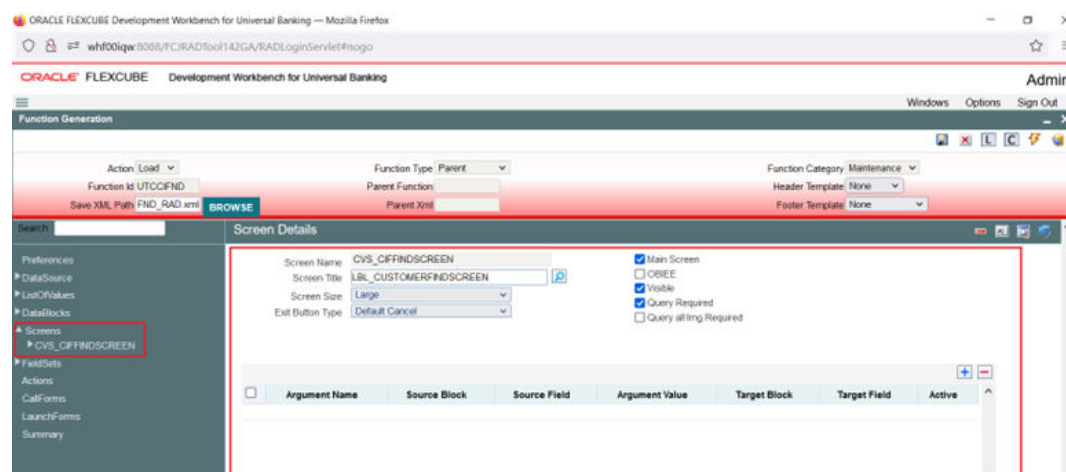 ORACLE FLEXCUBE Development Workbench for Universal Banking — Mozilla Firefox
whf00iqw:8088/FCJRADTool142GA/RADLoginServlet#nogo
ORACLE FLEXCUBE Development Workbench for Universal Banking Admin
Windows Options Sign Out
Function Generation
L C
Action Load Function Type Parent Function Category Maintenance
Function Id UTCCIFND Parent Function Header Template None
Save XML Path FND_RAD.xml BROWSE Parent Xml Footer Template None
Search Screen Details
Preferences
DataSource
ListOfValues
DataBlocks
Screens
CVS_CIFFINDSCREEN
FieldSets
Actions
CallForms
LaunchForms
Summary
Screen Name CVS_CIFFINDSCREEN
Screen Title LBL_CUSTOMERFINDSCREEN
Screen Size Large
Exit Button Type Default Cancel
Main Screen
OBIEE
Visible
Query Required
Query all Img Required
Argument Name Source Block Source Field Argument Value Target Block Target Field Active